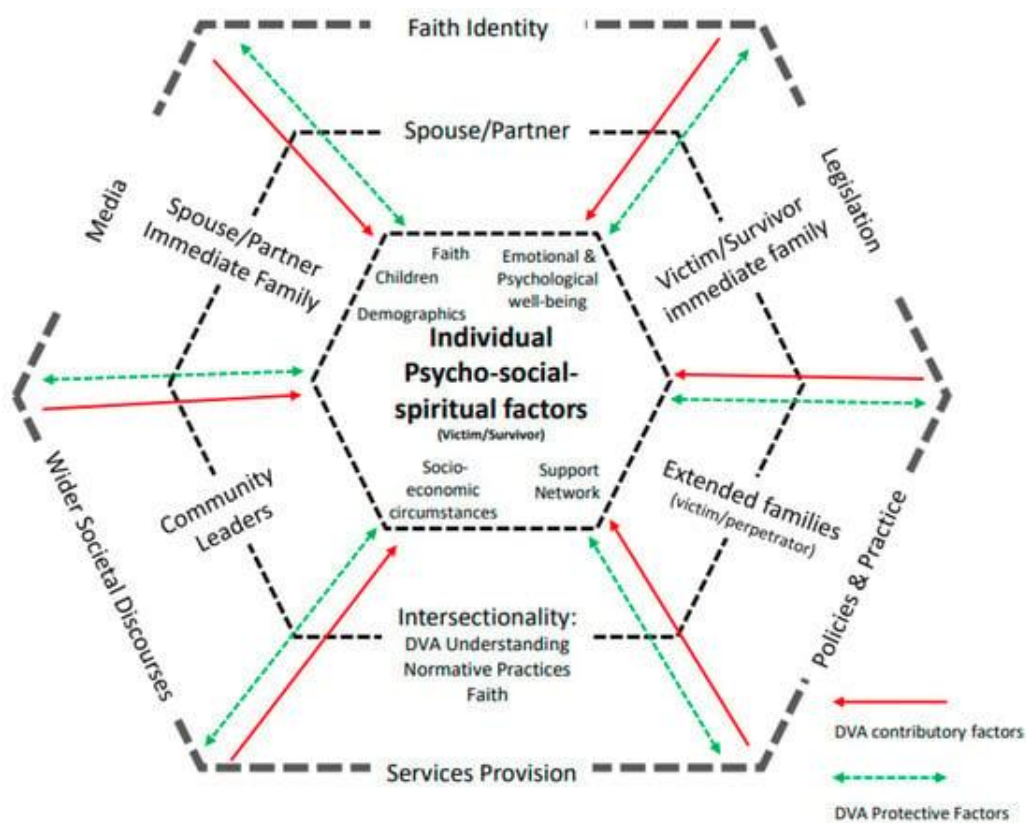 Faith Identity
Spouse/Partner
Media
Legislation
Spouse/Partner
Immediate Family
Victim/Survivor
immediate family
Faith
Children
Demographics
Emotional &
Psychological
well-being
Individual
Psycho-social-
spiritual factors
(Victim/Survivor)
Socio-
economic
circumstances
Support
Network
Community
Leaders
Extended families
(victim/perpetrator)
Wider Societal Discourses
Policies & Practice
Intersectionality:
DVA Understanding
Normative Practices
Faith
Services Provision
DVA contributory factors
DVA Protective Factors